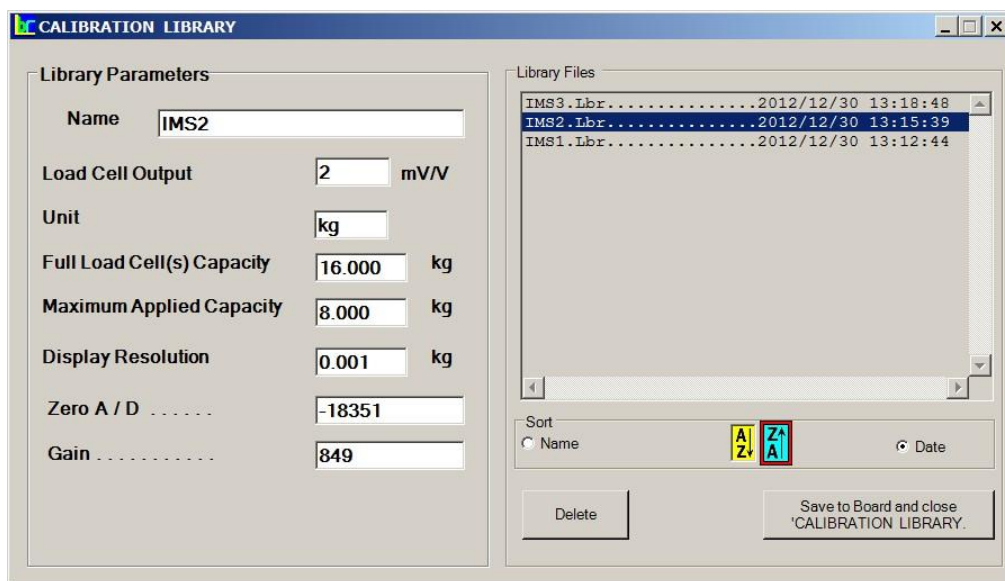 bc CALIBRATION LIBRARY
Library Parameters
Name IMS2
Load Cell Output 2 mV/V
Unit kg
Full Load Cell(s) Capacity 16.000 kg
Maximum Applied Capacity 8.000 kg
Display Resolution 0.001 kg
Zero A / D ...... -18351
Gain ........... 849
Library Files
IMS3.Lbr...............2012/12/30 13:18:48
IMS2.Lbr...............2012/12/30 13:15:39
IMS1.Lbr...............2012/12/30 13:12:44
Sort
Name A Z Z A Date
Delete
Save to Board and close
'CALIBRATION LIBRARY.